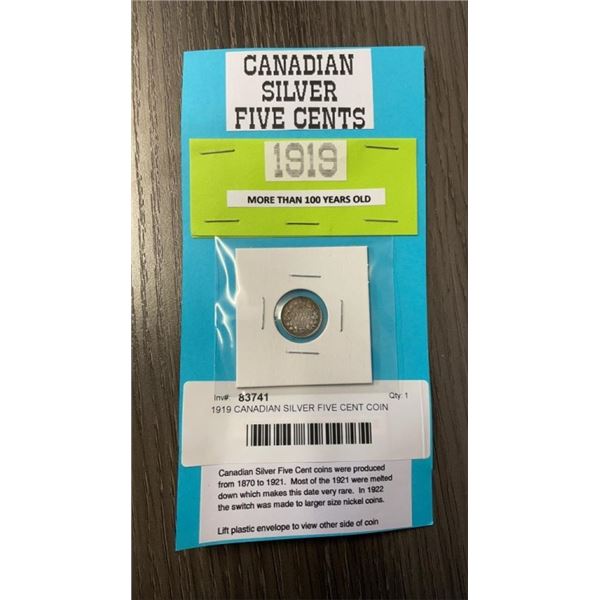 CANADIAN
SILVER
FIVE CENTS
1919
MORE THAN 100 YEARS OLD
Inv#: 83741 Qty: 1
1919 CANADIAN SILVER FIVE CENT COIN
Canadian Silver Five Cent coins were produced
from 1870 to 1921. Most of the 1921 were melted
down which makes this date very rare. In 1922
the switch was made to larger size nickel coins.
Lift plastic envelope to view other side of coin